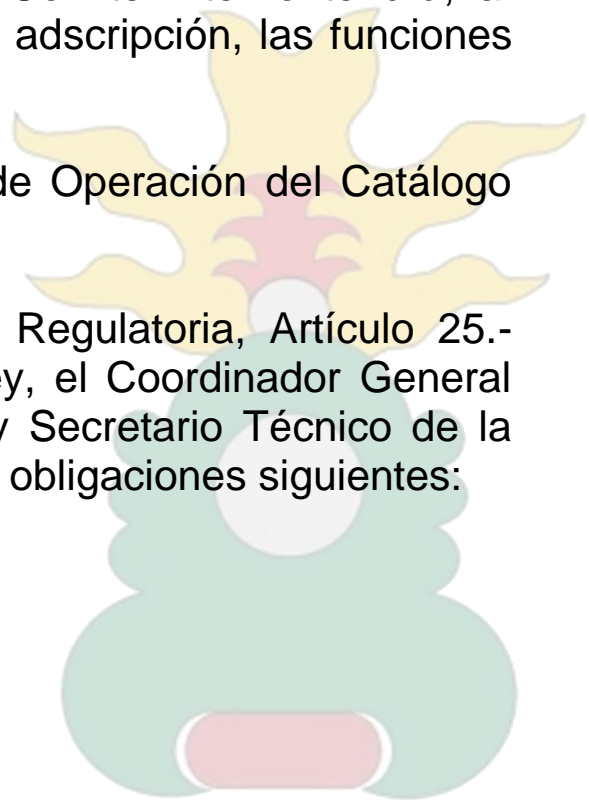 adscripción, las funciones
de Operación del Catálogo
Regulatoria, Artículo 25.-
ey, el Coordinador General
y Secretario Técnico de la
obligaciones siguientes: